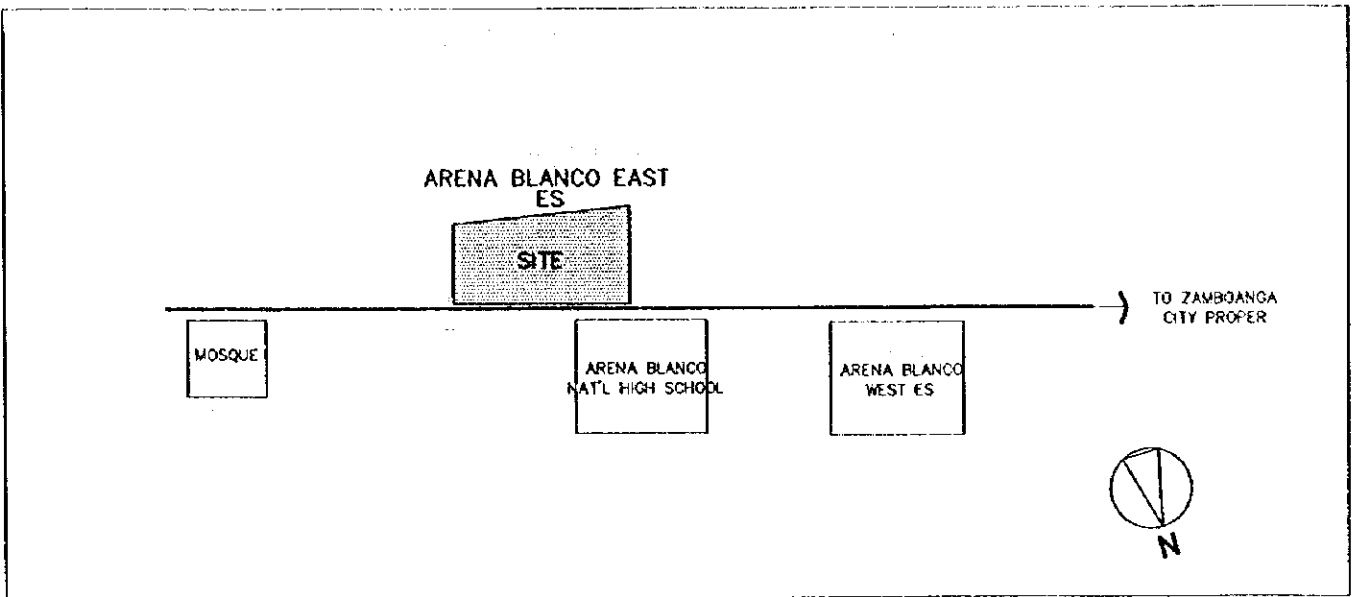 ARENA BLANCO EAST
ES
SITE
TO ZAMBOANGA
CITY PROPER
MOSQUE
ARENA BLANCO
NAT'L HIGH SCHOOL
ARENA BLANCO
WEST ES
N